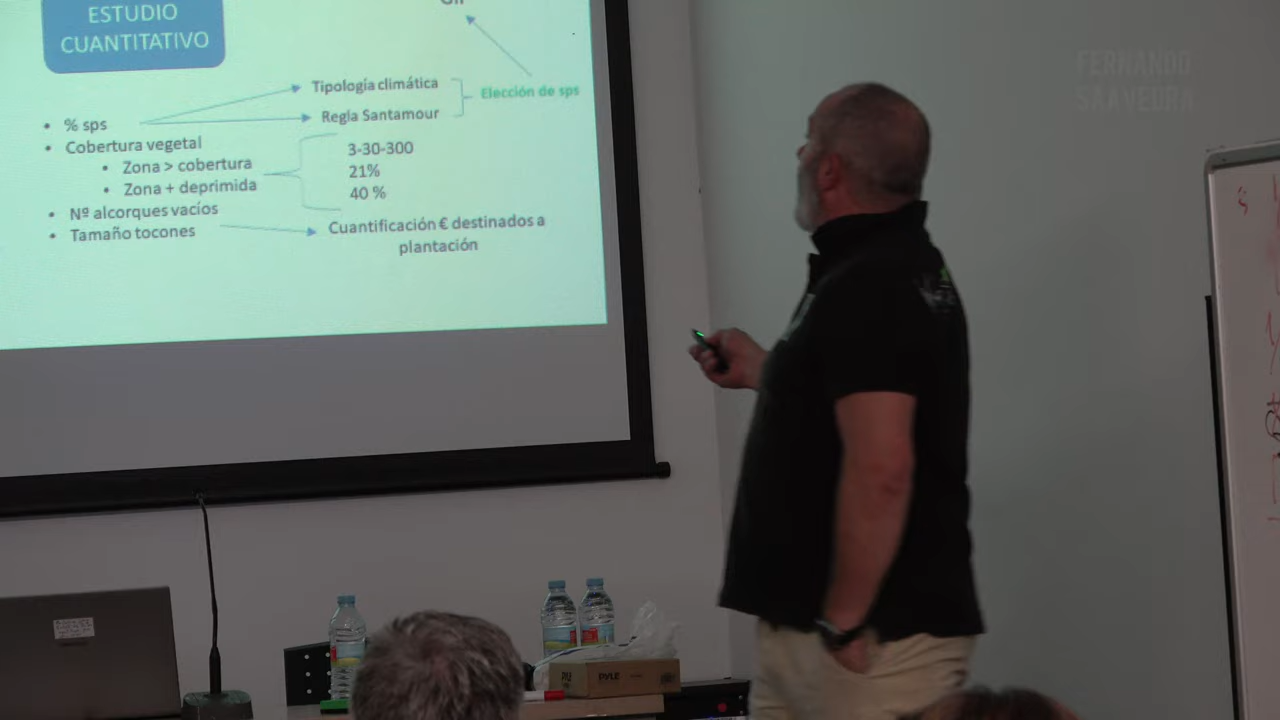 ESTUDIO
CUANTITATIVO
Tipología climática
Elección de sps
Regla Santamour
• % sps
• Cobertura vegetal
3-30-300
• Zona > cobertura
21%
• Zona + deprimida
40 %
• Nº alcorques vacíos
• Tamaño tocones
Cuantificación € destinados a
plantación
FERNANDO
SAAVEDRA
PYLE